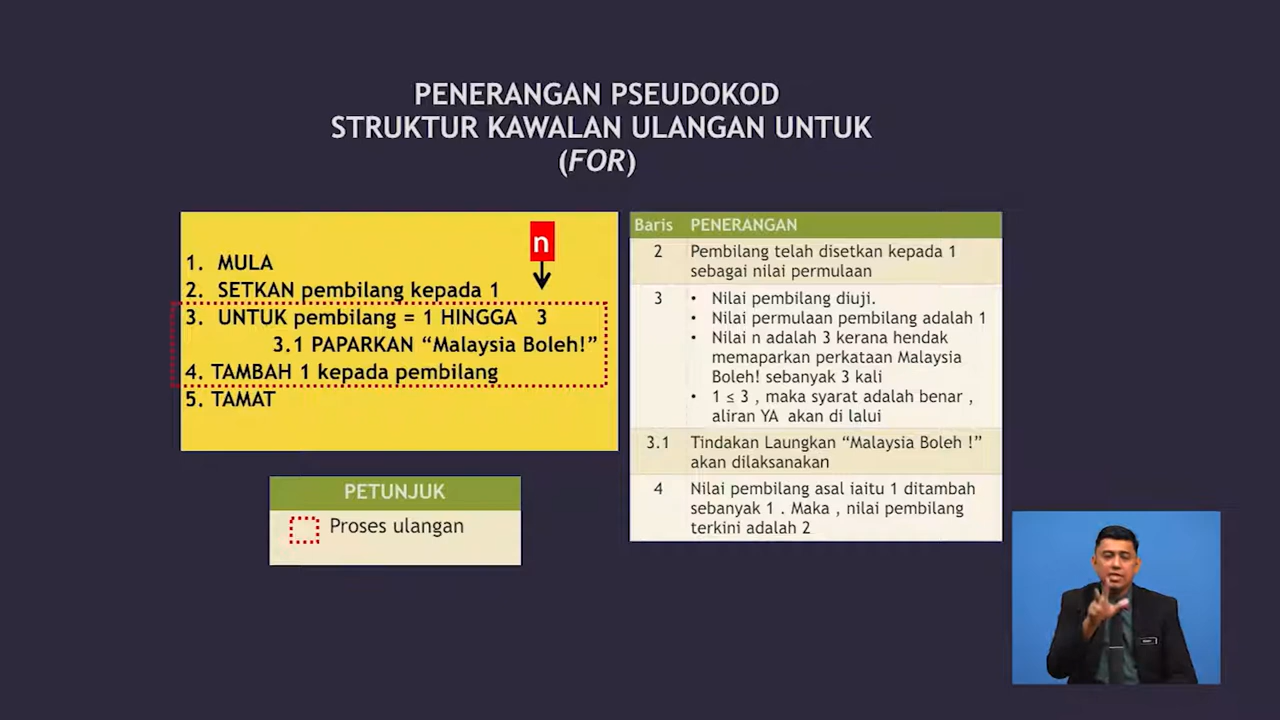 PENERANGAN PSEUDOKOD
STRUKTUR KAWALAN ULANGAN UNTUK
(FOR)
n
1. MULA
2. SETKAN pembilang kepada 1
3. UNTUK pembilang = 1 HINGGA 3
3.1 PAPARKAN “Malaysia Boleh!”
4. TAMBAH 1 kepada pembilang
5. TAMAT
PETUNJUK
Proses ulangan
Baris PENERANGAN
2 Pembilang telah disetkan kepada 1
sebagai nilai permulaan
3 • Nilai pembilang diuji.
• Nilai permulaan pembilang adalah 1
• Nilai n adalah 3 kerana hendak
memaparkan perkataan Malaysia
Boleh! sebanyak 3 kali
• 1 ≤ 3 , maka syarat adalah benar ,
aliran YA akan di lalui
3.1 Tindakan Laungkan “Malaysia Boleh !”
akan dilaksanakan
4 Nilai pembilang asal iaitu 1 ditambah
sebanyak 1 . Maka , nilai pembilang
terkini adalah 2